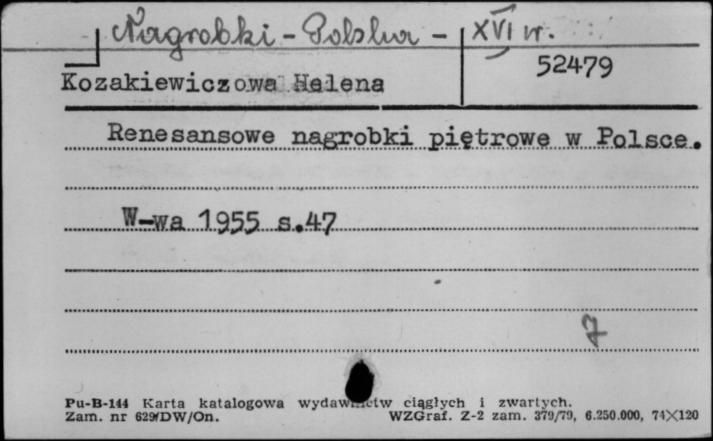 Nagrobki - Polska - XVI w.
52479
Kozakiewiczowa Helena
Renesansowe nagrobki piętrowe w Polsce.
W-wa 1955 s.47
7
Pu-B-144 Karta katalogowa wydawnictw ciągłych i zwartych.
Zam. nr 629/DW/On. WZGraf. Z-2 zam. 379/79, 6.250.000, 74X120